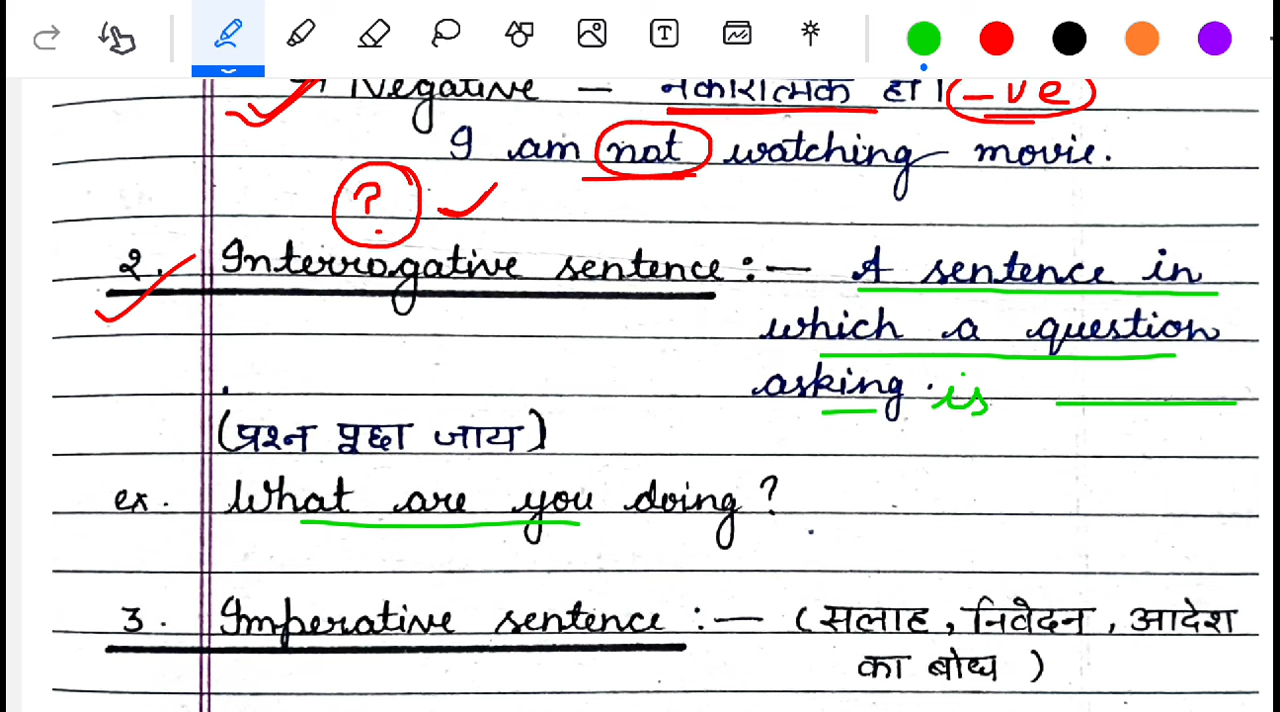 Negative — नकारात्मक हो। -ve
I am not watching movie.
?
2. Interrogative sentence :— A sentence in
which a question
asking . is
(प्रश्न पूछा जाय)
ex. What are you doing ?
3. Imperative sentence :— (सलाह, निवेदन, आदेश
का बोध)